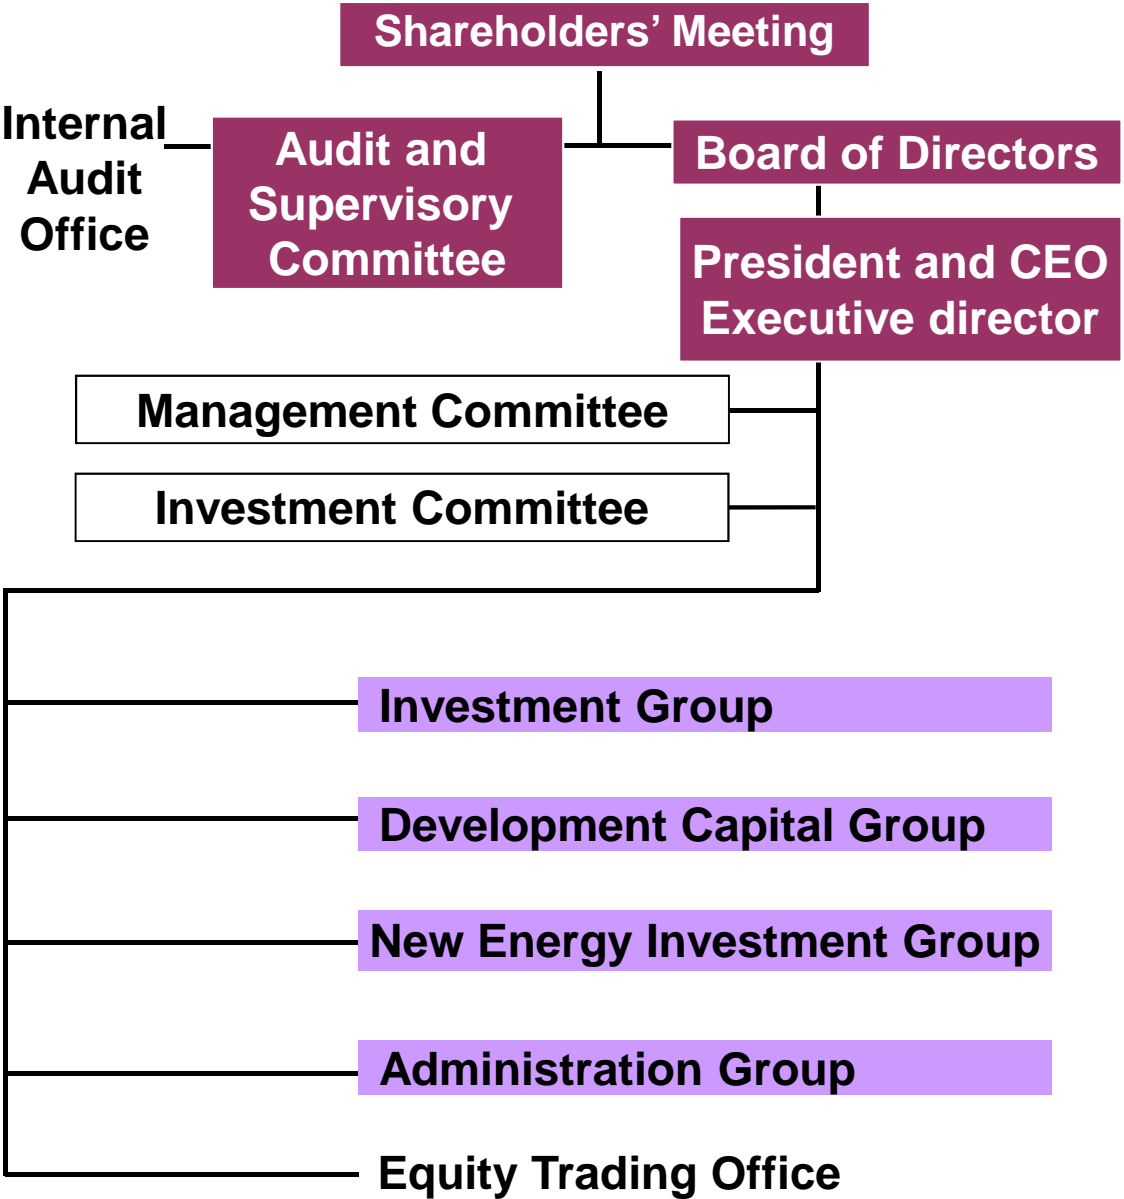 Shareholders’ Meeting
Internal
Audit
Office
Audit and
Supervisory
Committee
Board of Directors
President and CEO
Executive director
Management Committee
Investment Committee
Investment Group
Development Capital Group
New Energy Investment Group
Administration Group
Equity Trading Office